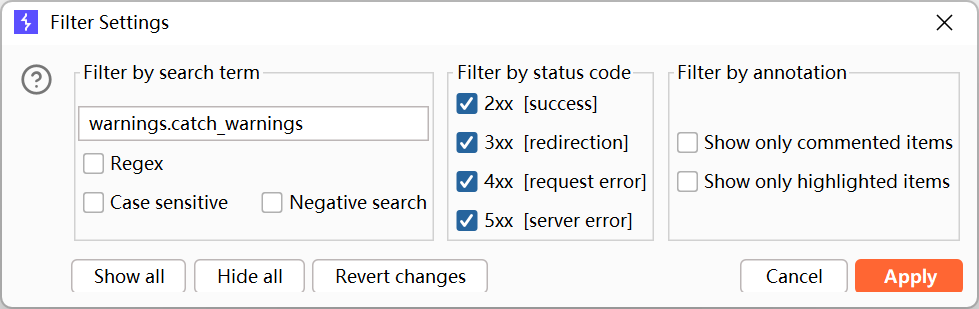 Filter Settings
Filter by search term
warnings.catch_warnings
Regex
Case sensitive
Negative search
Filter by status code
2xx [success]
3xx [redirection]
4xx [request error]
5xx [server error]
Filter by annotation
Show only commented items
Show only highlighted items
Show all
Hide all
Revert changes
Cancel
Apply